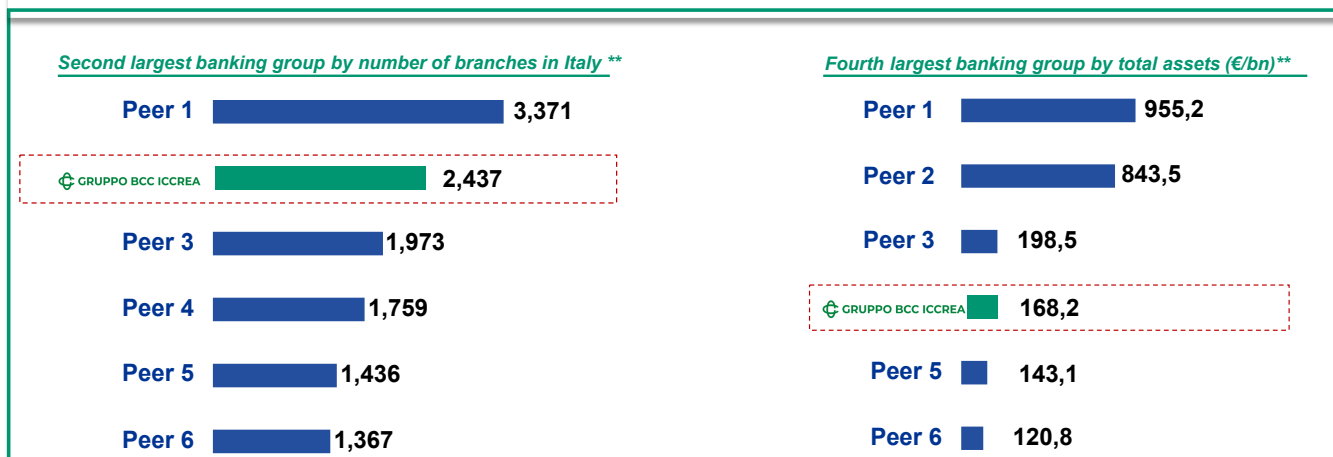 Second largest banking group by number of branches in Italy **
Peer 1 3,371
GRUPPO BCC ICCREA 2,437
Peer 3 1,973
Peer 4 1,759
Peer 5 1,436
Peer 6 1,367
Fourth largest banking group by total assets (€/bn)**
Peer 1 955,2
Peer 2 843,5
Peer 3 198,5
GRUPPO BCC ICCREA 168,2
Peer 5 143,1
Peer 6 120,8